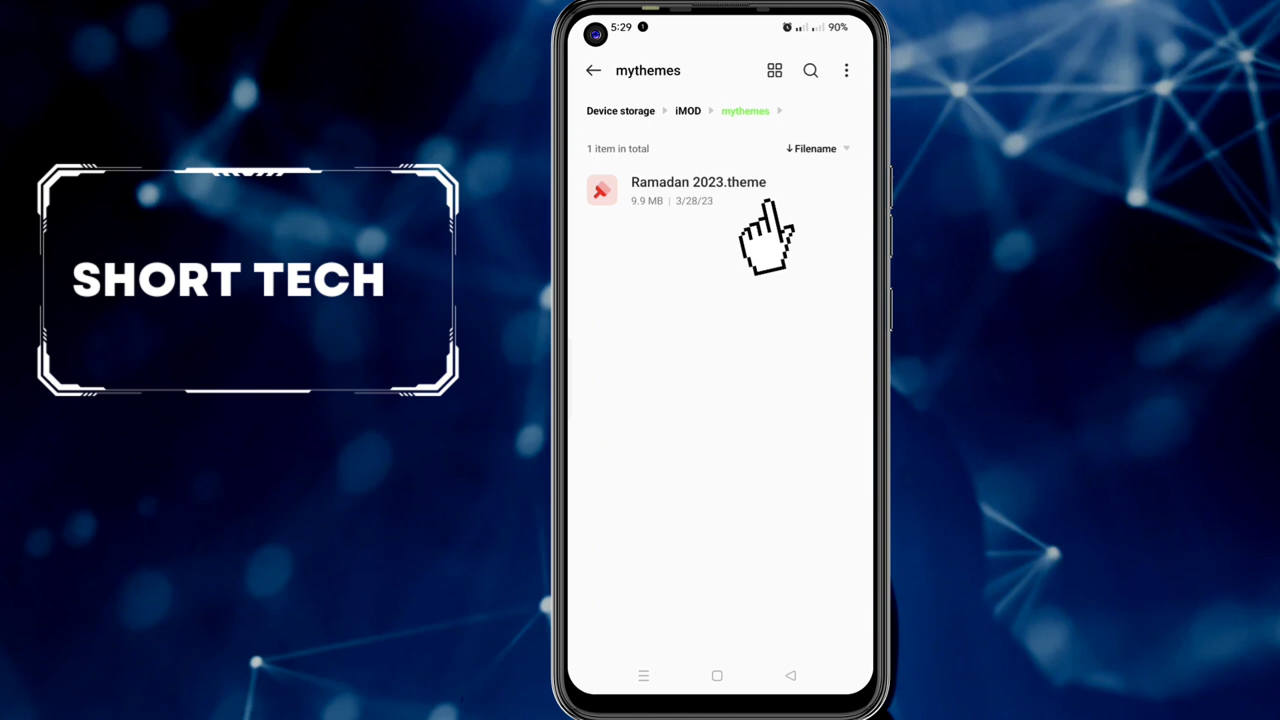 SHORT TECH
5:29
90%
mythemes
Device storage iMOD mythemes
1 item in total
Filename
Ramadan 2023.theme
9.9 MB | 3/28/23